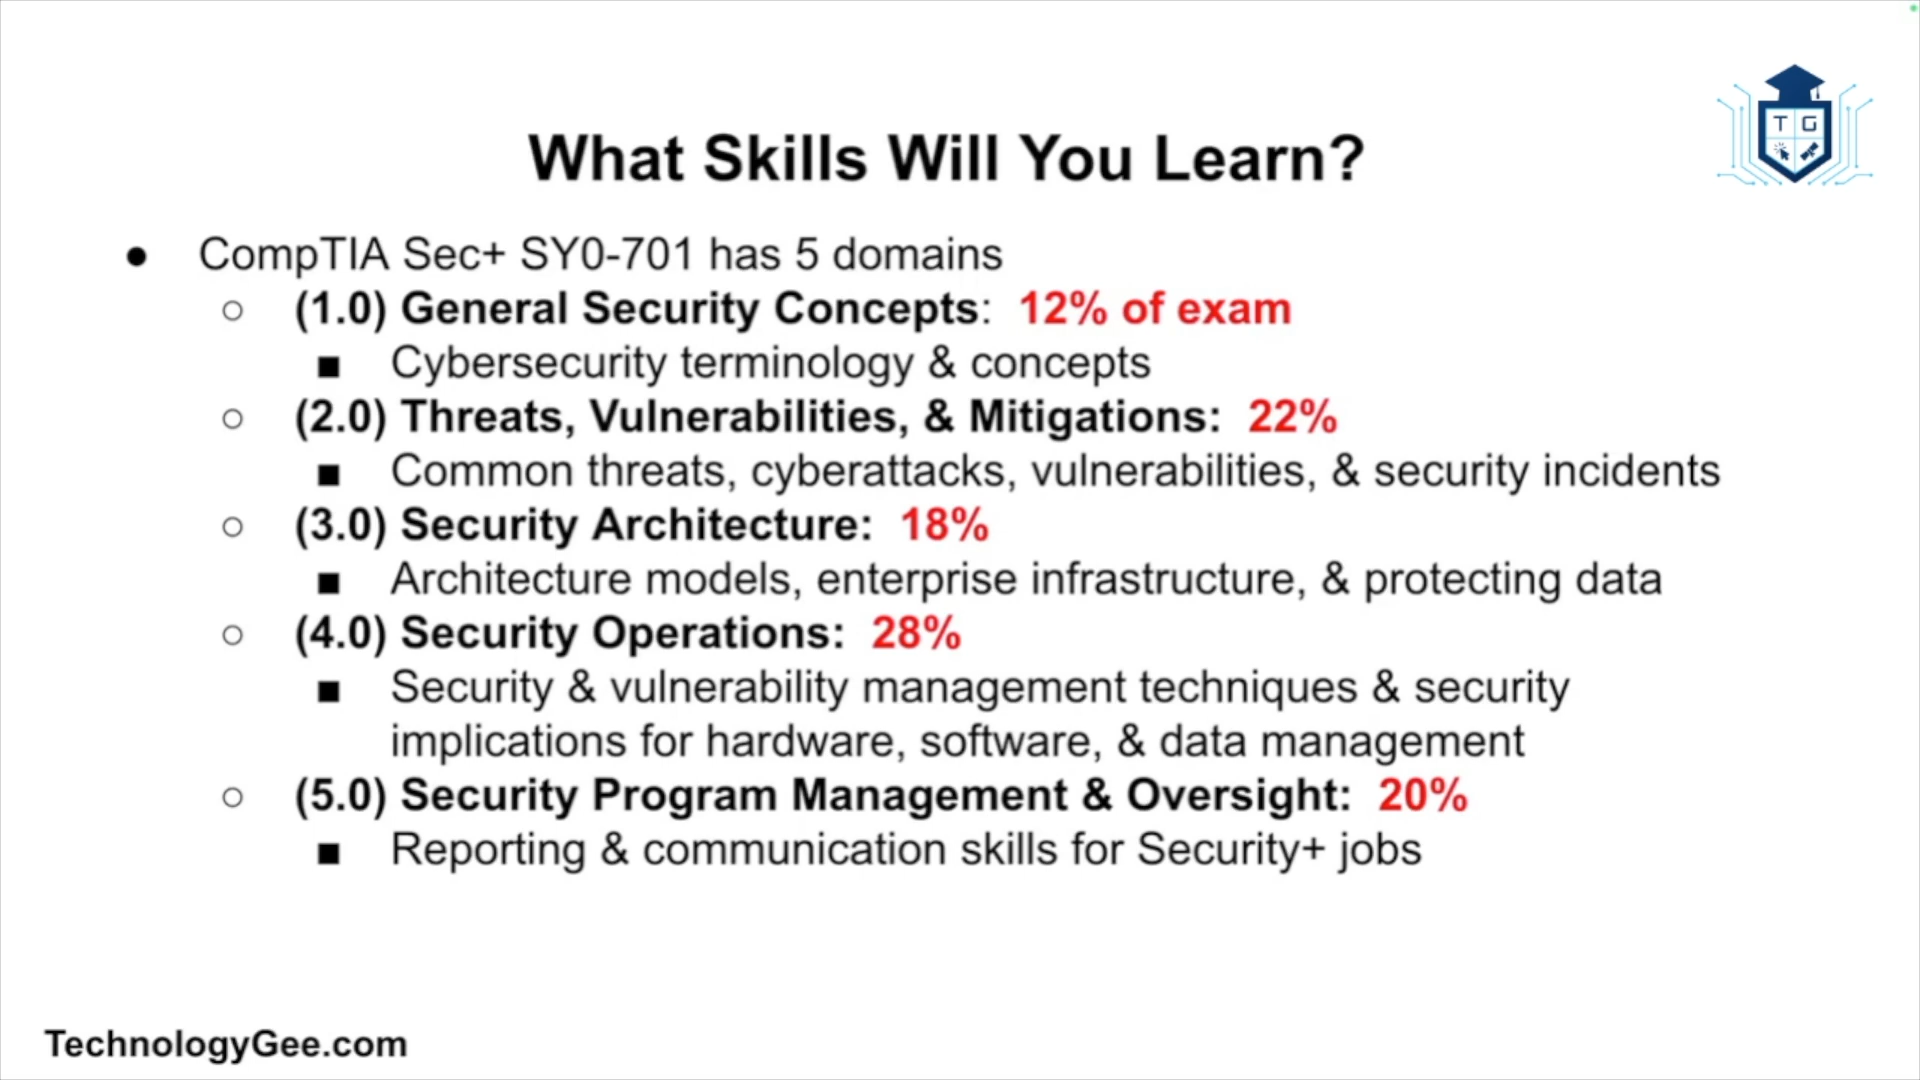 T G
What Skills Will You Learn?
● CompTIA Sec+ SY0-701 has 5 domains
○ (1.0) General Security Concepts: 12% of exam
■ Cybersecurity terminology & concepts
○ (2.0) Threats, Vulnerabilities, & Mitigations: 22%
■ Common threats, cyberattacks, vulnerabilities, & security incidents
○ (3.0) Security Architecture: 18%
■ Architecture models, enterprise infrastructure, & protecting data
○ (4.0) Security Operations: 28%
■ Security & vulnerability management techniques & security
implications for hardware, software, & data management
○ (5.0) Security Program Management & Oversight: 20%
■ Reporting & communication skills for Security+ jobs
TechnologyGee.com